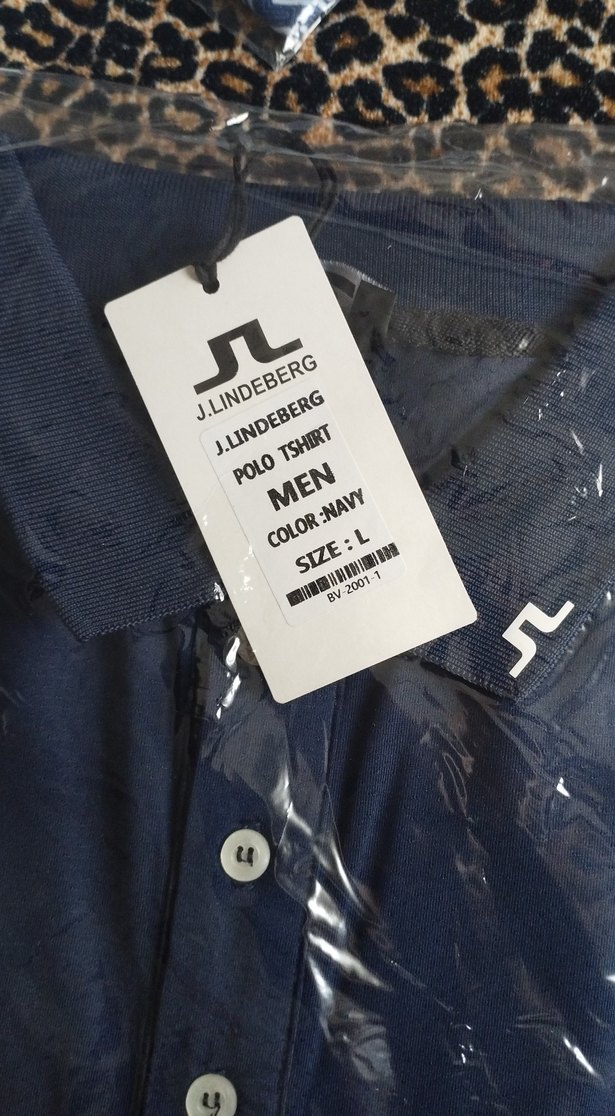 J.LINDEBERG
J.LINDEBERG
POLO TSHIRT
MEN
COLOR :NAVY
SIZE : L
BV-2001-1